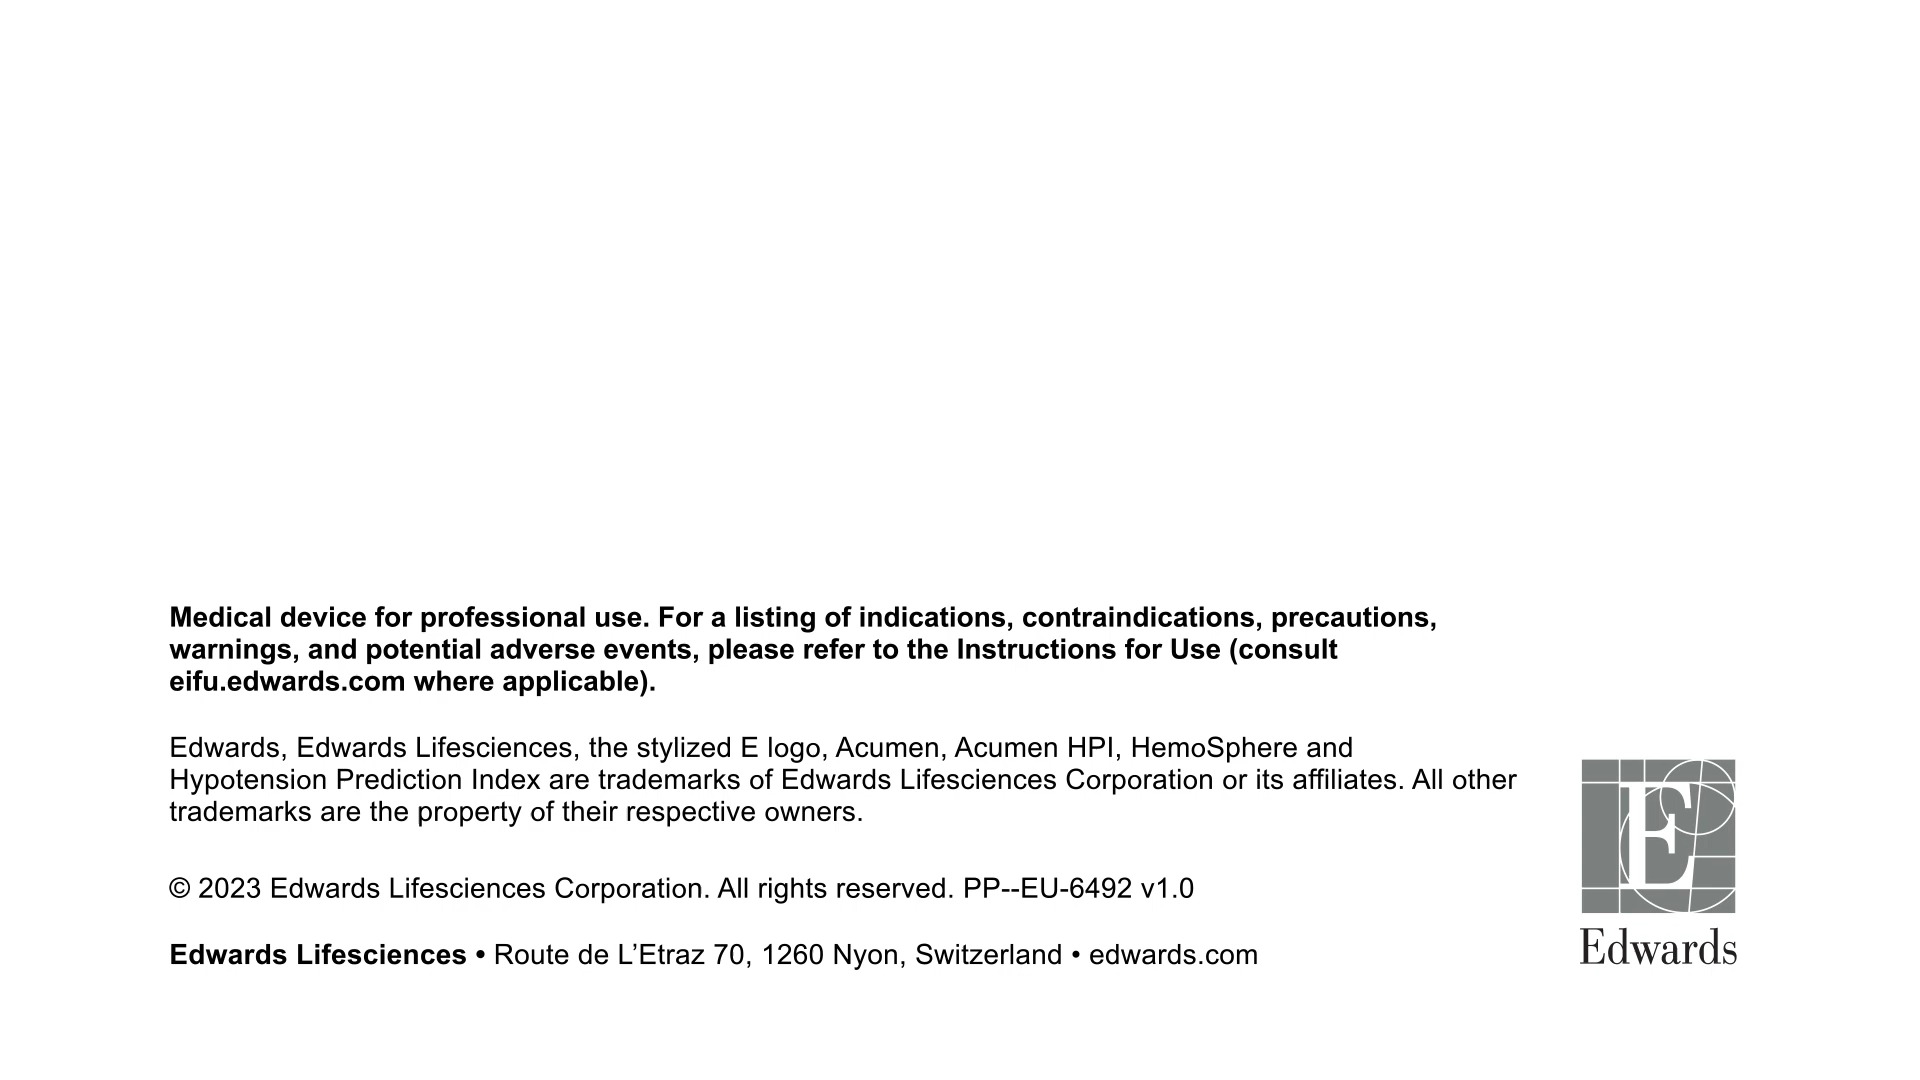 Medical device for professional use. For a listing of indications, contraindications, precautions,
warnings, and potential adverse events, please refer to the Instructions for Use (consult
eifu.edwards.com where applicable).
Edwards, Edwards Lifesciences, the stylized E logo, Acumen, Acumen HPI, HemoSphere and
Hypotension Prediction Index are trademarks of Edwards Lifesciences Corporation or its affiliates. All other
trademarks are the property of their respective owners.
© 2023 Edwards Lifesciences Corporation. All rights reserved. PP--EU-6492 v1.0
Edwards Lifesciences • Route de L’Etraz 70, 1260 Nyon, Switzerland • edwards.com
E
Edwards